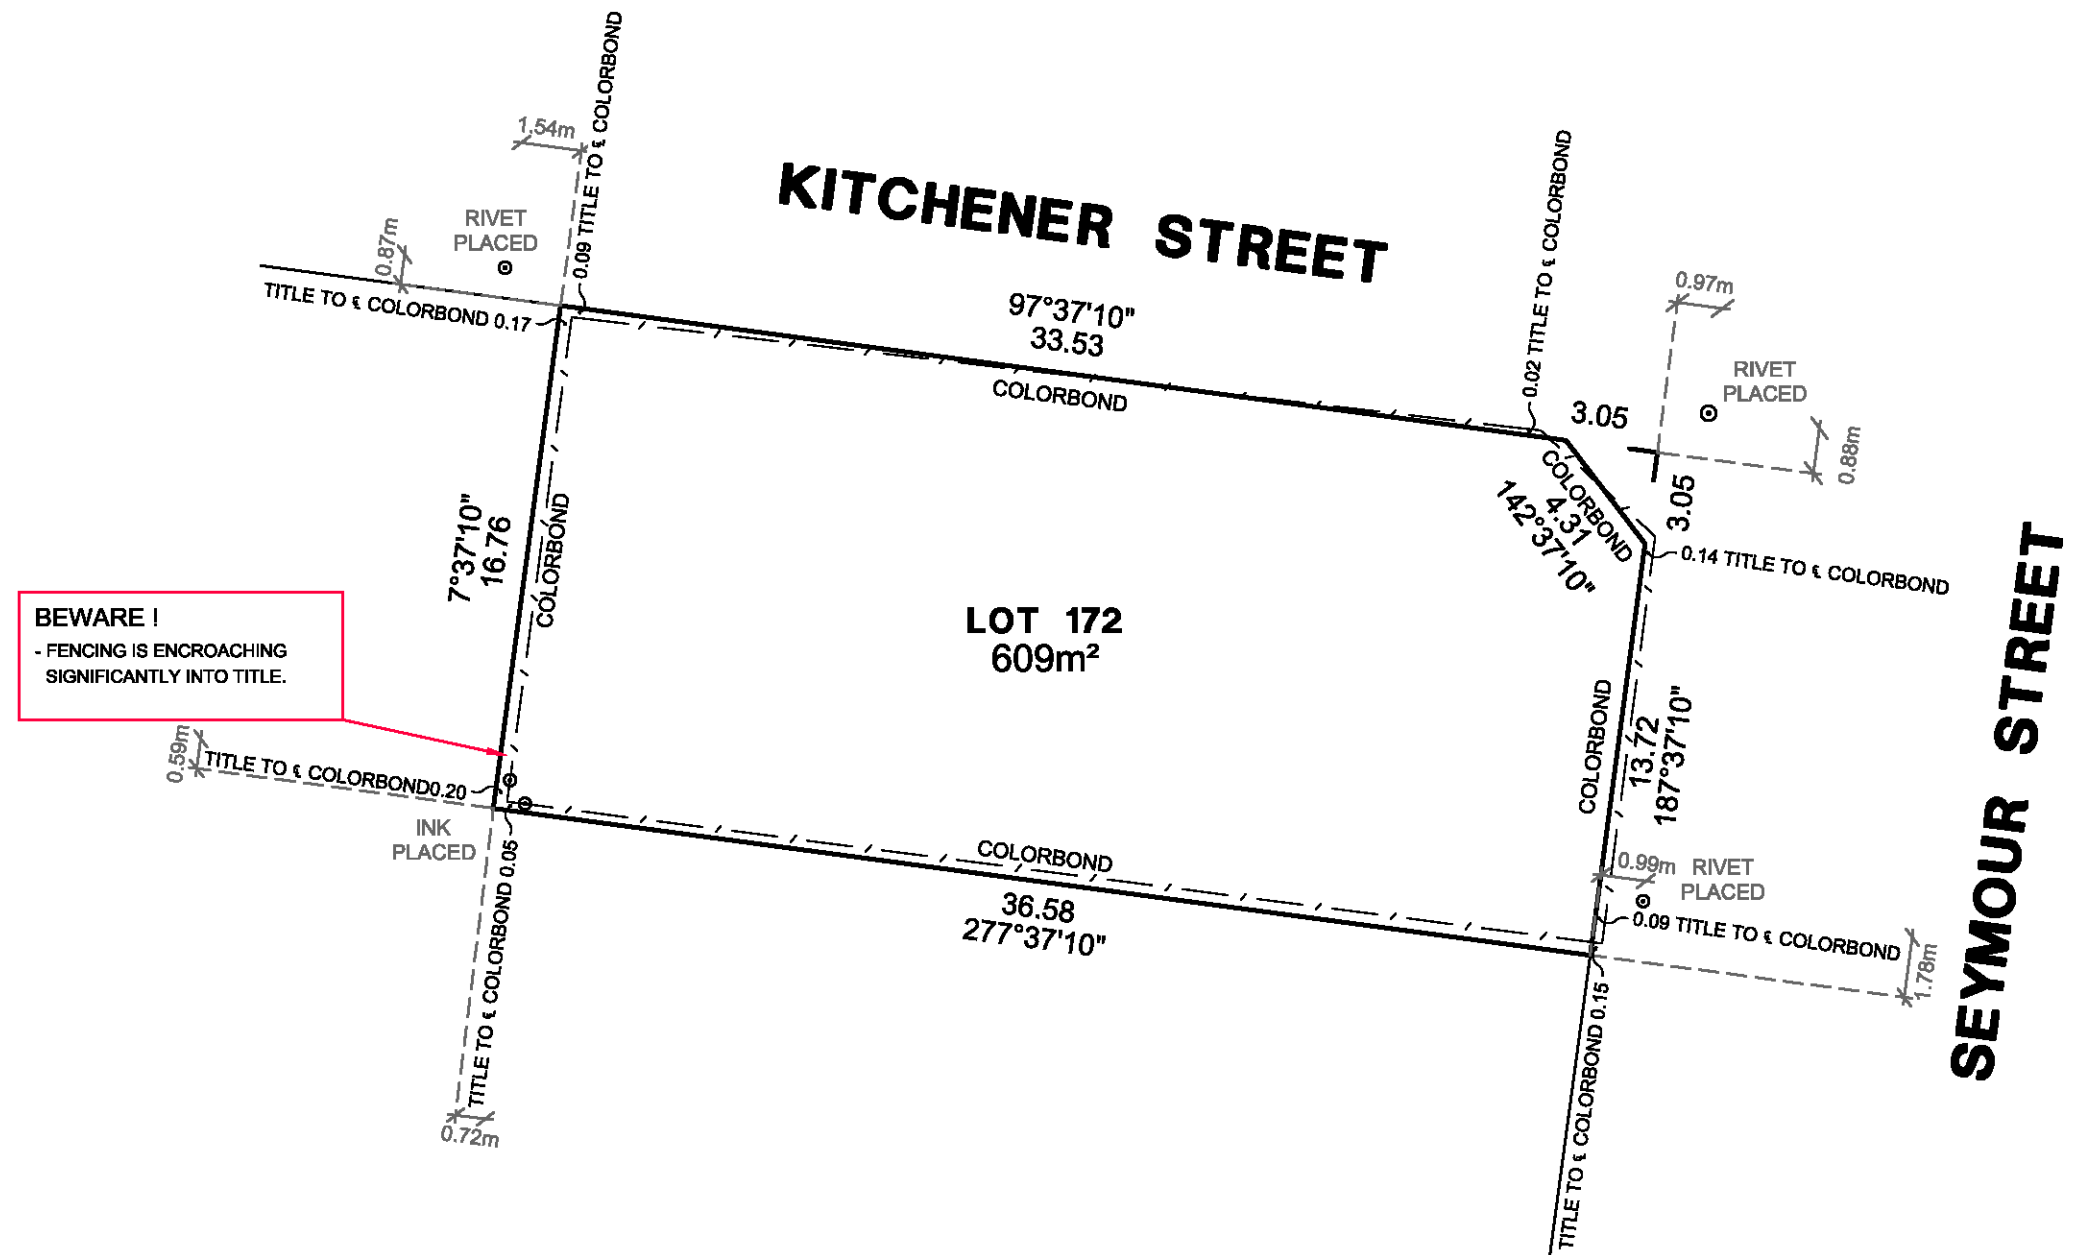 1.54m
0.09 TITLE TO ℄ COLORBOND
RIVET
PLACED
0.87m
TITLE TO ℄ COLORBOND 0.17
KITCHENER STREET
97°37'10"
33.53
COLORBOND
0.02 TITLE TO ℄ COLORBOND
0.97m
RIVET
PLACED
3.05
0.88m
3.05
COLORBOND
4.31
142°37'10"
0.14 TITLE TO ℄ COLORBOND
7°37'10"
16.76
COLORBOND
LOT 172
609m²
BEWARE !
- FENCING IS ENCROACHING
SIGNIFICANTLY INTO TITLE.
SEYMOUR STREET
COLORBOND
13.72
187°37'10"
0.59m
TITLE TO ℄ COLORBOND0.20
INK
PLACED
TITLE TO ℄ COLORBOND 0.05
0.72m
COLORBOND
36.58
277°37'10"
0.99m
RIVET
PLACED
0.09 TITLE TO ℄ COLORBOND
1.78m
TITLE TO ℄ COLORBOND 0.15